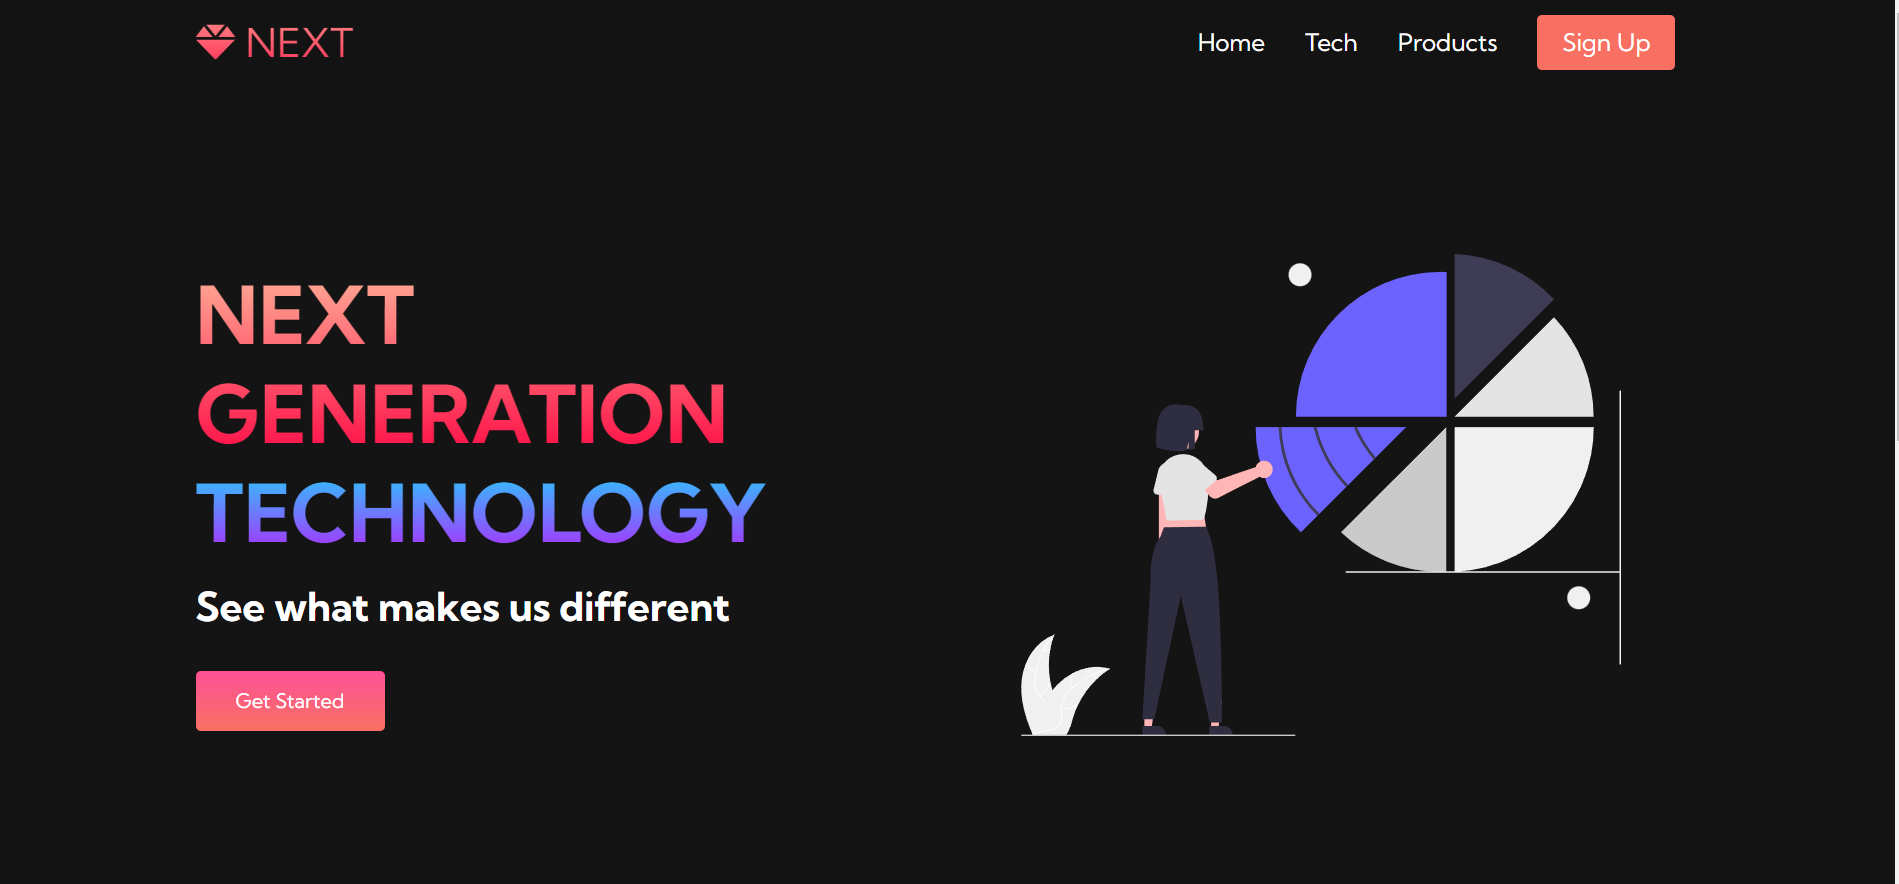 NEXT
Home Tech Products Sign Up
NEXT
GENERATION
TECHNOLOGY
See what makes us different
Get Started